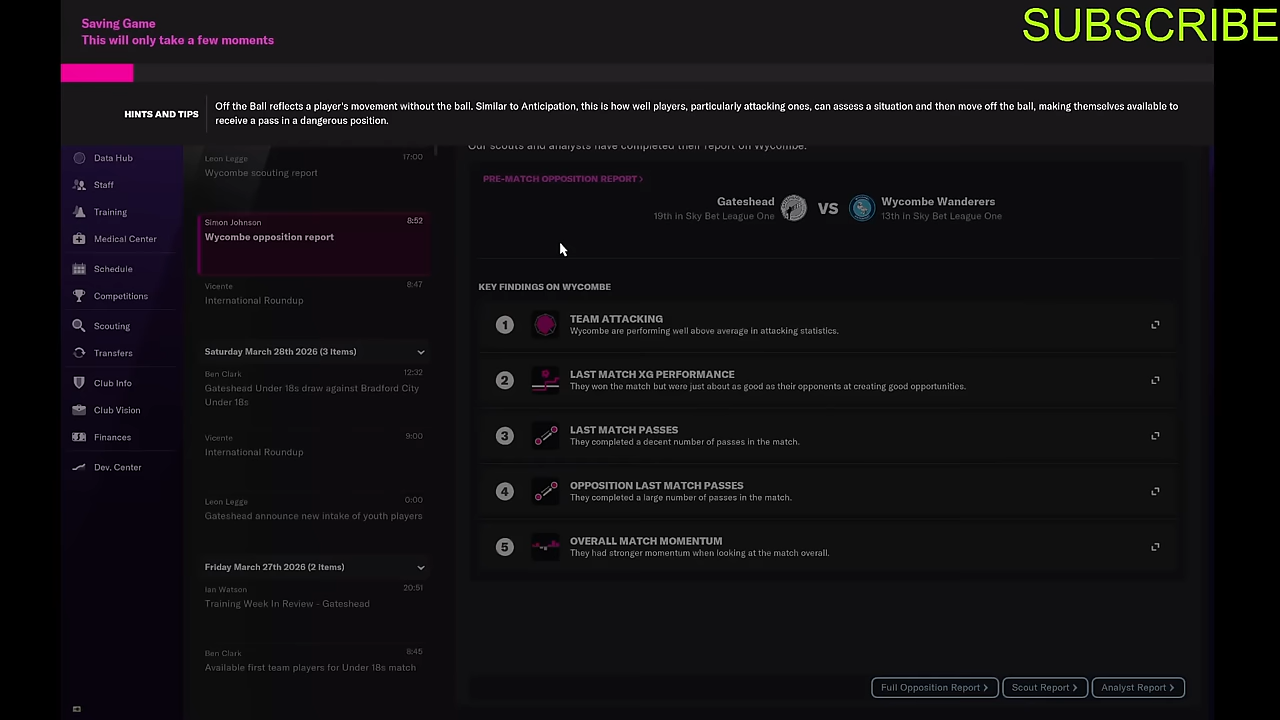 Saving Game
SUBSCRIBE
This will only take a few moments
HINTS AND TIPS
Off the Ball reflects a player's movement without the ball. Similar to Anticipation, this is how well players, particularly attacking ones, can assess a situation and then move off the ball, making themselves available to
receive a pass in a dangerous position.
Data Hub
Staff
Training
Medical Center
Schedule
Competitions
Scouting
Transfers
Club Info
Club Vision
Finances
Dev. Center
Leon Legge 17:00
Wycombe scouting report
Simon Johnson 8:52
Wycombe opposition report
Vicente 8:47
International Roundup
Saturday March 28th 2026 (3 Items)
Ben Clark 12:32
Gateshead Under 18s draw against Bradford City
Under 18s
Vicente 9:00
International Roundup
Leon Legge 0:00
Gateshead announce new intake of youth players
Friday March 27th 2026 (2 Items)
Ian Watson 20:51
Training Week In Review - Gateshead
Ben Clark 8:45
Available first team players for Under 18s match
Our scouts and analysts have completed their report on Wycombe.
PRE-MATCH OPPOSITION REPORT >
Gateshead VS Wycombe Wanderers
19th in Sky Bet League One 13th in Sky Bet League One
KEY FINDINGS ON WYCOMBE
1 TEAM ATTACKING
Wycombe are performing well above average in attacking statistics.
2 LAST MATCH XG PERFORMANCE
They won the match but were just about as good as their opponents at creating good opportunities.
3 LAST MATCH PASSES
They completed a decent number of passes in the match.
4 OPPOSITION LAST MATCH PASSES
They completed a large number of passes in the match.
5 OVERALL MATCH MOMENTUM
They had stronger momentum when looking at the match overall.
Full Opposition Report > Scout Report > Analyst Report >